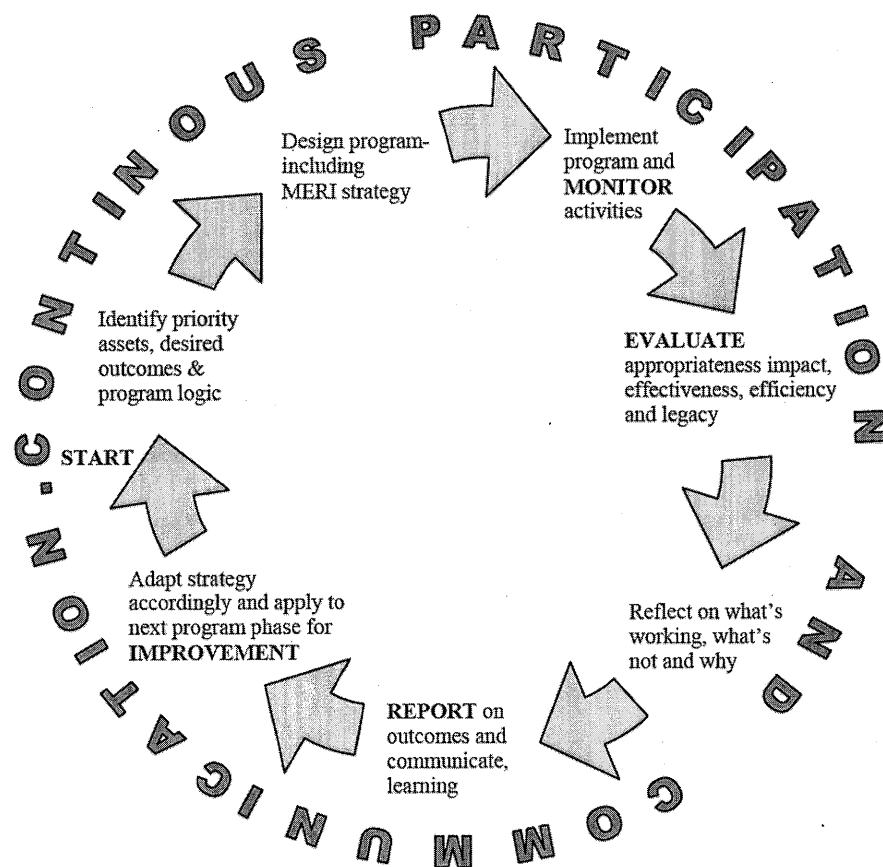 CONTINOUS PARTICIPATION AND COMMUNICATION.
START
Identify priority
assets, desired
outcomes &
program logic
Design program-
including
MERI strategy
Implement
program and
MONITOR
activities
EVALUATE
appropriateness impact,
effectiveness, efficiency
and legacy
Reflect on what's
working, what's
not and why
REPORT on
outcomes and
communicate,
learning
Adapt strategy
accordingly and apply to
next program phase for
IMPROVEMENT